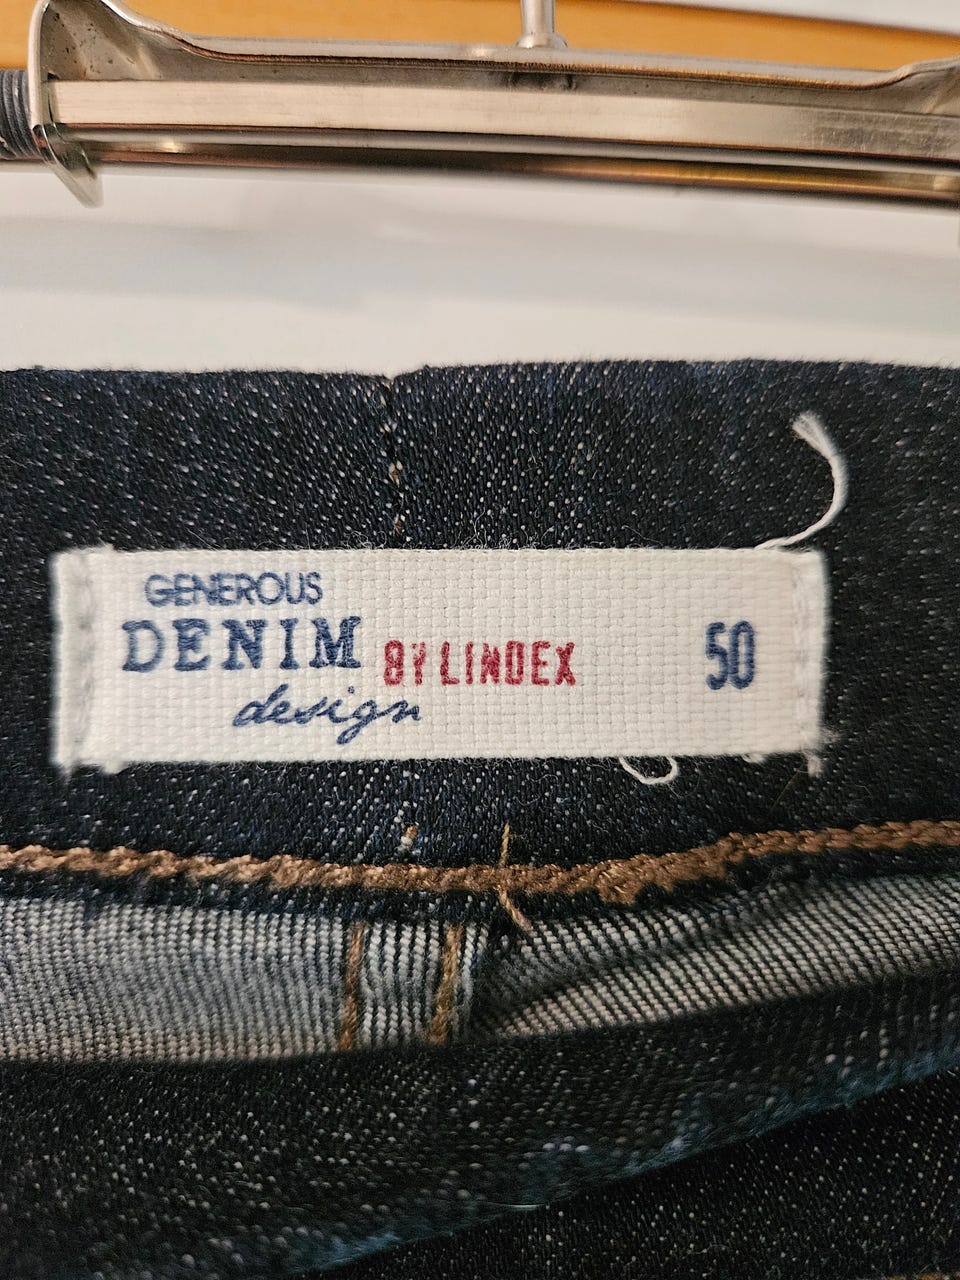 GENEROUS
DENIM
design
BY LINDEX
50